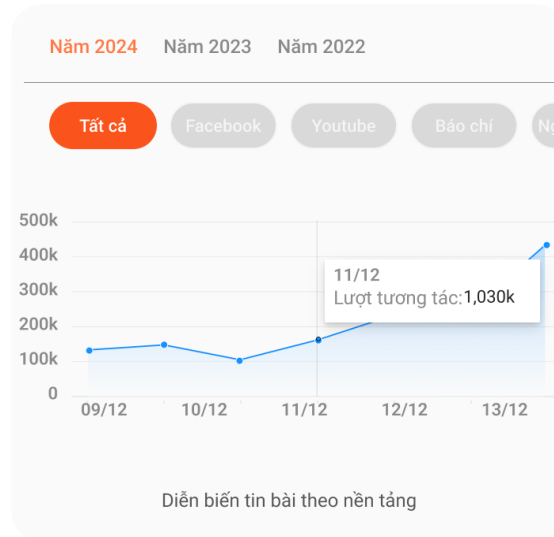 Năm 2024 Năm 2023 Năm 2022
Tất cả Facebook Youtube Báo chí
500k
400k
300k
200k
100k
0
11/12
Lượt tương tác:1,030k
09/12 10/12 11/12 12/12 13/12
Diễn biến tin bài theo nền tảng